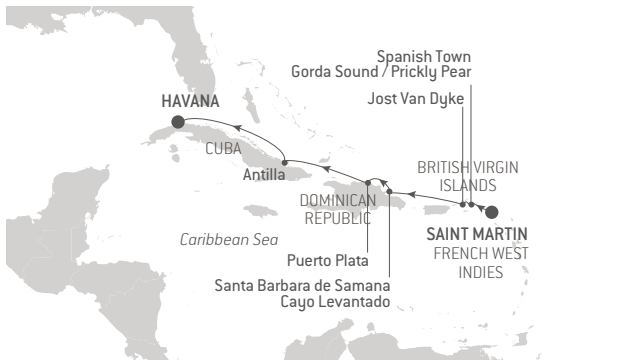 Spanish Town
Gorda Sound / Prickly Pear
Jost Van Dyke
HAVANA
CUBA
Antilla
BRITISH VIRGIN
ISLANDS
DOMINICAN
REPUBLIC
SAINT MARTIN
FRENCH WEST
INDIES
Caribbean Sea
Puerto Plata
Santa Barbara de Samana
Cayo Levantado